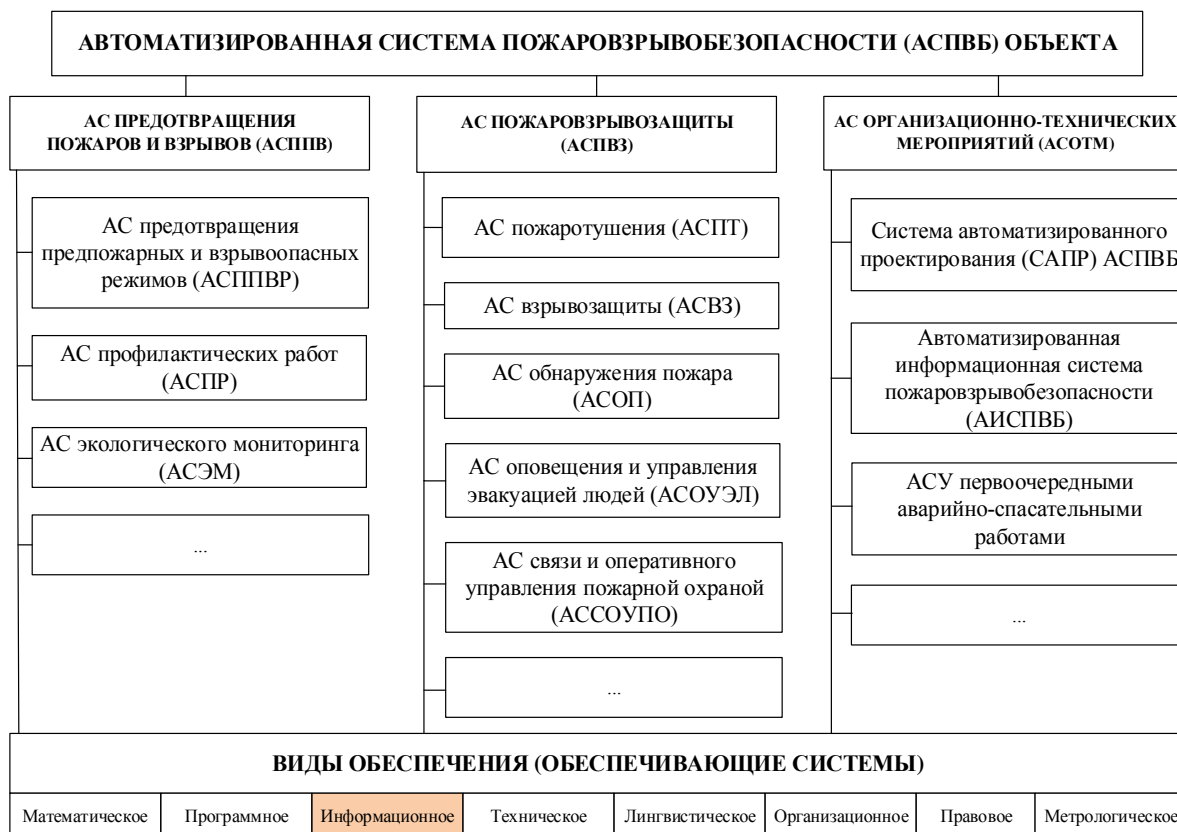 АВТОМАТИЗИРОВАННАЯ СИСТЕМА ПОЖАРОВЗРЫВОБЕЗОПАСНОСТИ (АСПВБ) ОБЪЕКТА
АС ПРЕДОТВРАЩЕНИЯ
ПОЖАРОВ И ВЗРЫВОВ (АСППВ)
АС предотвращения
предпожарных и взрывоопасных
режимов (АСППВР)
АС профилактических работ
(АСПР)
АС экологического мониторинга
(АСЭМ)
...
АС ПОЖАРОВЗРЫВОЗАЩИТЫ
(АСПВЗ)
АС пожаротушения (АСПТ)
АС взрывозащиты (АСВЗ)
АС обнаружения пожара
(АСОП)
АС оповещения и управления
эвакуацией людей (АСОУЭЛ)
АС связи и оперативного
управления пожарной охраной
(АССОУПО)
...
АС ОРГАНИЗАЦИОННО-ТЕХНИЧЕСКИХ
МЕРОПРИЯТИЙ (АСОТМ)
Система автоматизированного
проектирования (САПР) АСПВБ
Автоматизированная
информационная система
пожаровзрывобезопасности
(АИСПВБ)
АСУ первоочередными
аварийно-спасательными
работами
...
ВИДЫ ОБЕСПЕЧЕНИЯ (ОБЕСПЕЧИВАЮЩИЕ СИСТЕМЫ)
Математическое
Программное
Информационное
Техническое
Лингвистическое
Организационное
Правовое
Метрологическое